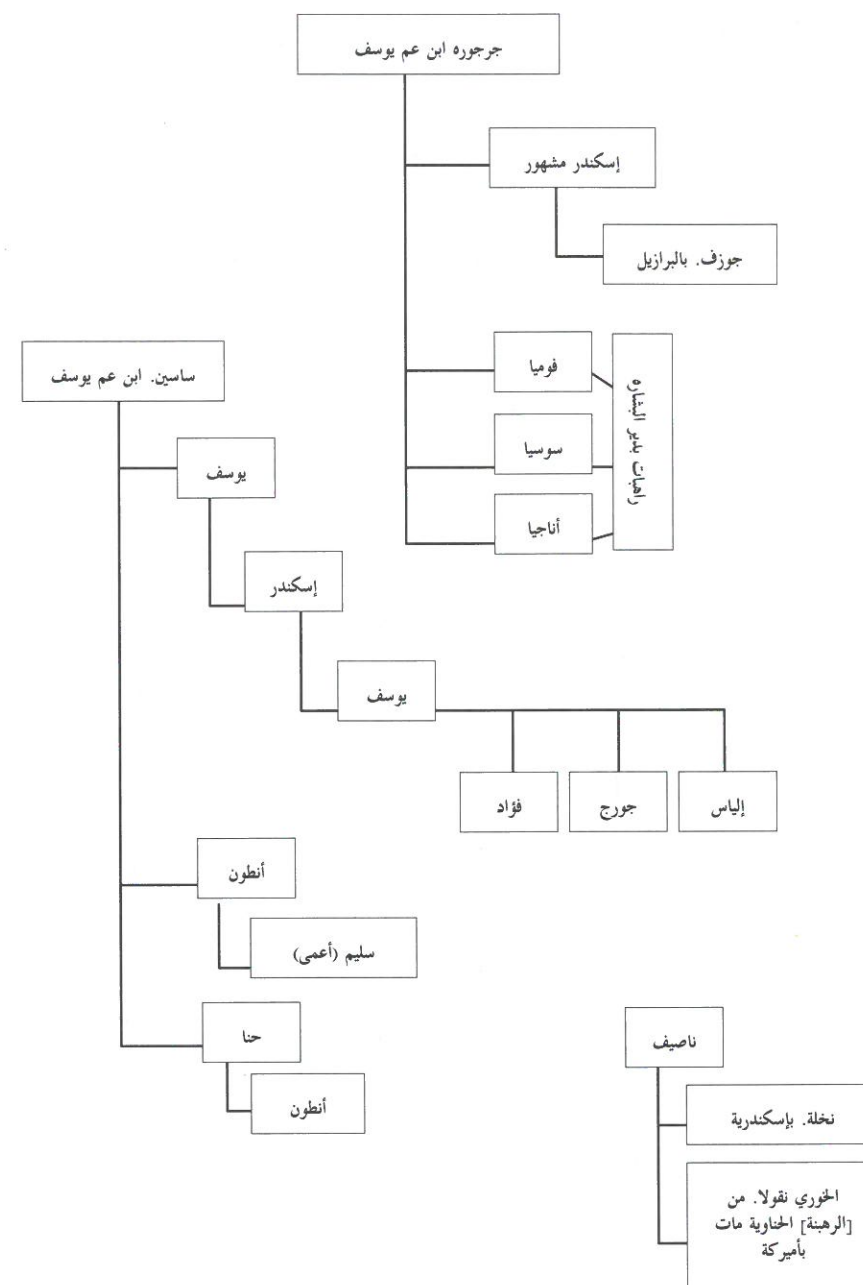 جرجوره ابن عم يوسف
إسكندر مشهور
جوزف. بالبرازيل
فوميا
سوسيا
أناجيا
راهبات بدير البشاره
ساسين. ابن عم يوسف
يوسف
إسكندر
يوسف
إلياس
جورج
فؤاد
أنطون
سليم (أعمى)
حنا
أنطون
ناصيف
نخلة. بإسكندرية
الخوري نقولا. من
[الرهبنة] الحناوية مات
بأميركة